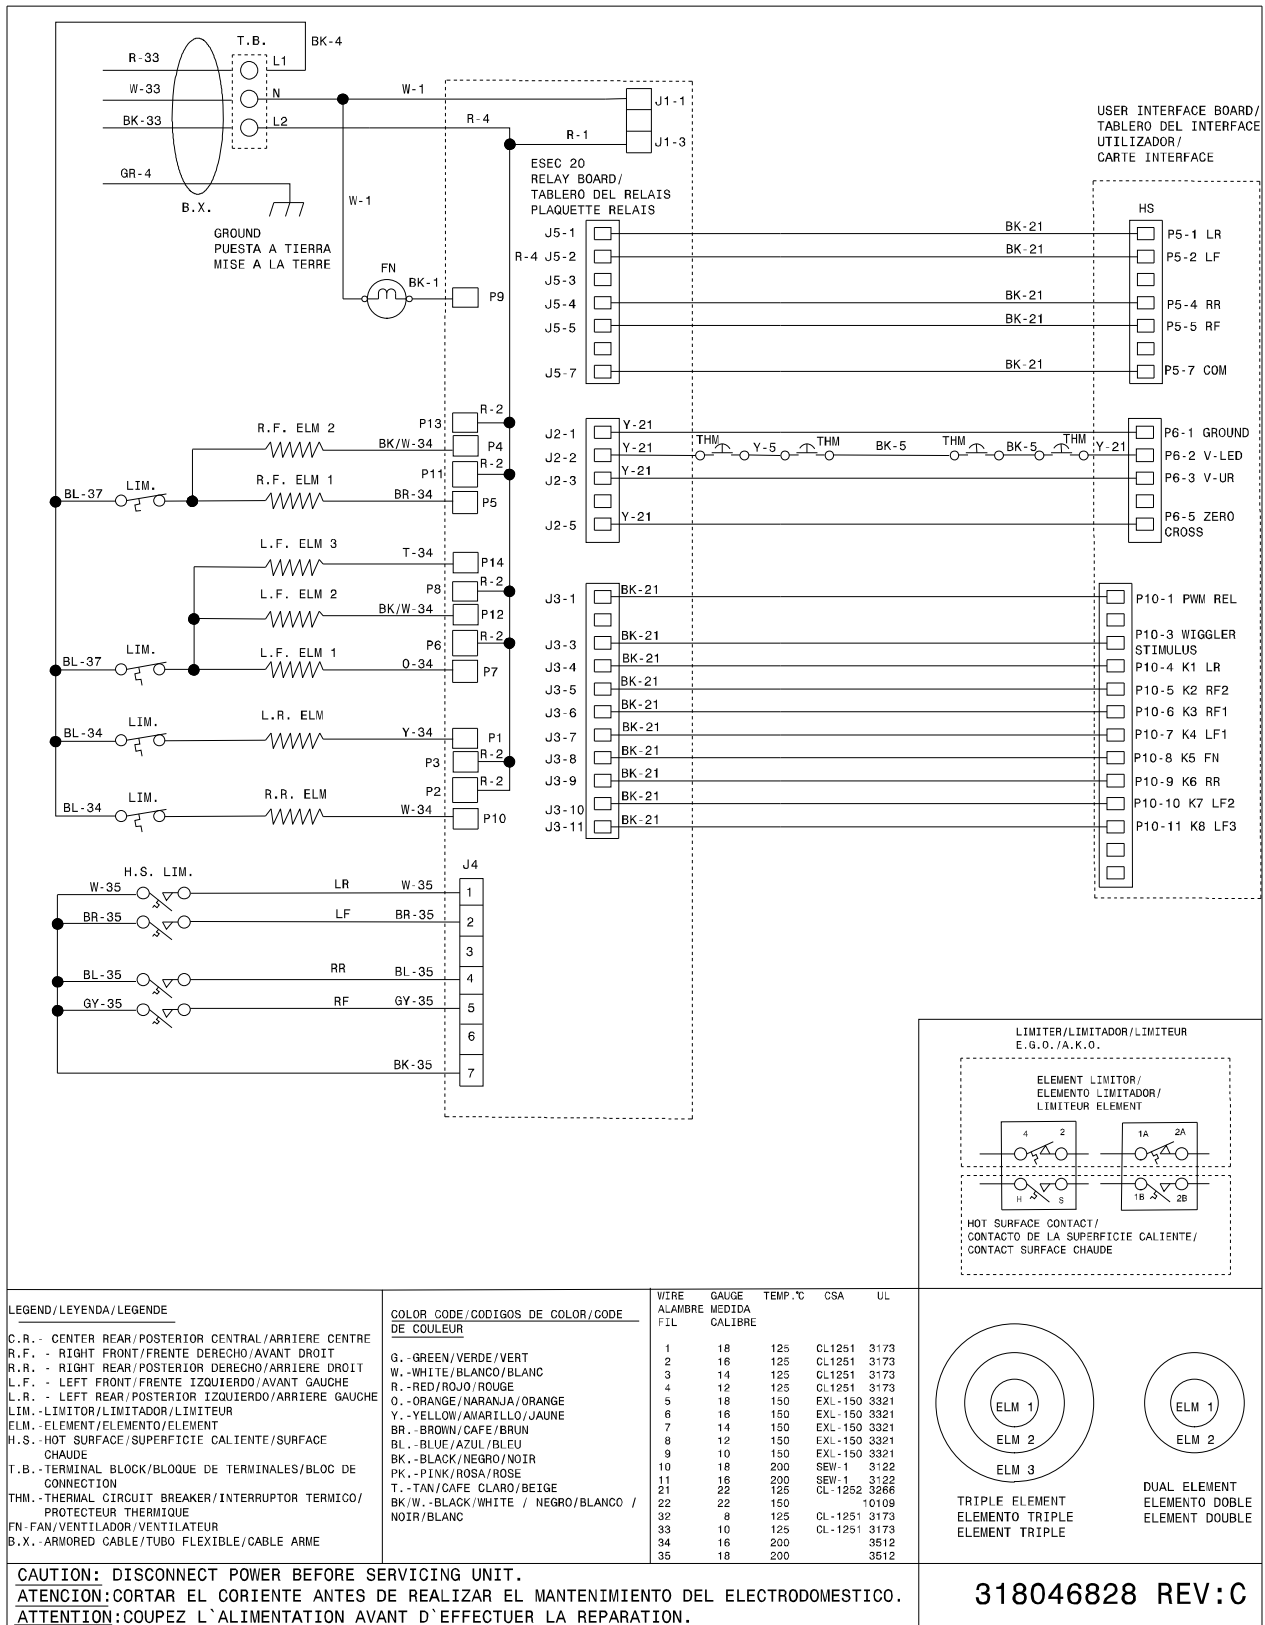 T.B.
BK-4
R-33
L1
W-33
N
W-1
J1-1
BK-33
L2
R-4
R-1
J1-3
GR-4
B.X.
W-1
GROUND
PUESTA A TIERRA
MISE A LA TERRE
FN
BK-1
P9
ESEC 20
RELAY BOARD/
TABLERO DEL RELAIS
PLAQUETTE RELAIS
USER INTERFACE BOARD/
TABLERO DEL INTERFACE
UTILIZADOR/
CARTE INTERFACE
HS
J5-1
BK-21
P5-1 LR
R-4 J5-2
BK-21
P5-2 LF
J5-3
J5-4
BK-21
P5-4 RR
J5-5
BK-21
P5-5 RF
J5-7
BK-21
P5-7 COM
R.F. ELM 2
BK/W-34
P13
R-2
P4
P11
R-2
BL-37
LIM.
R.F. ELM 1
BR-34
P5
J2-1
Y-21
P6-1 GROUND
J2-2
Y-21
THM
Y-5
THM
BK-5
THM
BK-5
THM
Y-21
P6-2 V-LED
J2-3
Y-21
P6-3 V-UR
J2-5
Y-21
P6-5 ZERO
CROSS
L.F. ELM 3
T-34
P14
P8
R-2
L.F. ELM 2
BK/W-34
P12
P6
R-2
BL-37
LIM.
L.F. ELM 1
O-34
P7
BL-34
LIM.
L.R. ELM
Y-34
P1
P3
R-2
P2
R-2
BL-34
LIM.
R.R. ELM
W-34
P10
J3-1
BK-21
P10-1 PWM REL
J3-3
BK-21
P10-3 WIGGLER
STIMULUS
J3-4
BK-21
P10-4 K1 LR
J3-5
BK-21
P10-5 K2 RF2
J3-6
BK-21
P10-6 K3 RF1
J3-7
BK-21
P10-7 K4 LF1
J3-8
BK-21
P10-8 K5 FN
J3-9
BK-21
P10-9 K6 RR
J3-10
BK-21
P10-10 K7 LF2
J3-11
BK-21
P10-11 K8 LF3
H.S. LIM.
J4
W-35
LR
W-35
1
BR-35
LF
BR-35
2
3
BL-35
RR
BL-35
4
GY-35
RF
GY-35
5
6
BK-35
7
LIMITER/LIMITADOR/LIMITEUR
E.G.O./A.K.O.
ELEMENT LIMITOR/
ELEMENTO LIMITADOR/
LIMITEUR ELEMENT
4 2
1A 2A
H S
1B 2B
HOT SURFACE CONTACT/
CONTACTO DE LA SUPERFICIE CALIENTE/
CONTACT SURFACE CHAUDE
LEGEND/LEYENDA/LEGENDE
C.R.- CENTER REAR/POSTERIOR CENTRAL/ARRIERE CENTRE
R.F. - RIGHT FRONT/FRENTE DERECHO/AVANT DROIT
R.R. - RIGHT REAR/POSTERIOR DERECHO/ARRIERE DROIT
L.F. - LEFT FRONT/FRENTE IZQUIERDO/AVANT GAUCHE
L.R. - LEFT REAR/POSTERIOR IZQUIERDO/ARRIERE GAUCHE
LIM.-LIMITOR/LIMITADOR/LIMITEUR
ELM.-ELEMENT/ELEMENTO/ELEMENT
H.S.-HOT SURFACE/SUPERFICIE CALIENTE/SURFACE
CHAUDE
T.B.-TERMINAL BLOCK/BLOQUE DE TERMINALES/BLOC DE
CONNECTION
THM.-THERMAL CIRCUIT BREAKER/INTERRUPTOR TERMICO/
PROTECTEUR THERMIQUE
FN-FAN/VENTILADOR/VENTILATEUR
B.X.-ARMORED CABLE/TUBO FLEXIBLE/CABLE ARME
COLOR CODE/CODIGOS DE COLOR/CODE
DE COULEUR
G.-GREEN/VERDE/VERT
W.-WHITE/BLANCO/BLANC
R.-RED/ROJO/ROUGE
O.-ORANGE/NARANJA/ORANGE
Y.-YELLOW/AMARILLO/JAUNE
BR.-BROWN/CAFE/BRUN
BL.-BLUE/AZUL/BLEU
BK.-BLACK/NEGRO/NOIR
PK.-PINK/ROSA/ROSE
T.-TAN/CAFE CLARO/BEIGE
BK/W.-BLACK/WHITE / NEGRO/BLANCO /
NOIR/BLANC
WIRE GAUGE TEMP.℃ CSA UL
ALAMBRE MEDIDA
FIL CALIBRE
1 18 125 CL1251 3173
2 16 125 CL1251 3173
3 14 125 CL1251 3173
4 12 125 CL1251 3173
5 18 150 EXL-150 3321
6 16 150 EXL-150 3321
7 14 150 EXL-150 3321
8 12 150 EXL-150 3321
9 10 150 EXL-150 3321
10 18 200 SEW-1 3122
11 16 200 SEW-1 3122
21 22 125 CL-1252 3266
22 22 150 10109
32 8 125 CL-1251 3173
33 10 125 CL-1251 3173
34 16 200 3512
35 18 200 3512
ELM 1
ELM 2
ELM 3
TRIPLE ELEMENT
ELEMENTO TRIPLE
ELEMENT TRIPLE
ELM 1
ELM 2
DUAL ELEMENT
ELEMENTO DOBLE
ELEMENT DOUBLE
CAUTION: DISCONNECT POWER BEFORE SERVICING UNIT.
ATENCION:CORTAR EL CORIENTE ANTES DE REALIZAR EL MANTENIMIENTO DEL ELECTRODOMESTICO.
ATTENTION:COUPEZ L`ALIMENTATION AVANT D`EFFECTUER LA REPARATION.
318046828 REV:C